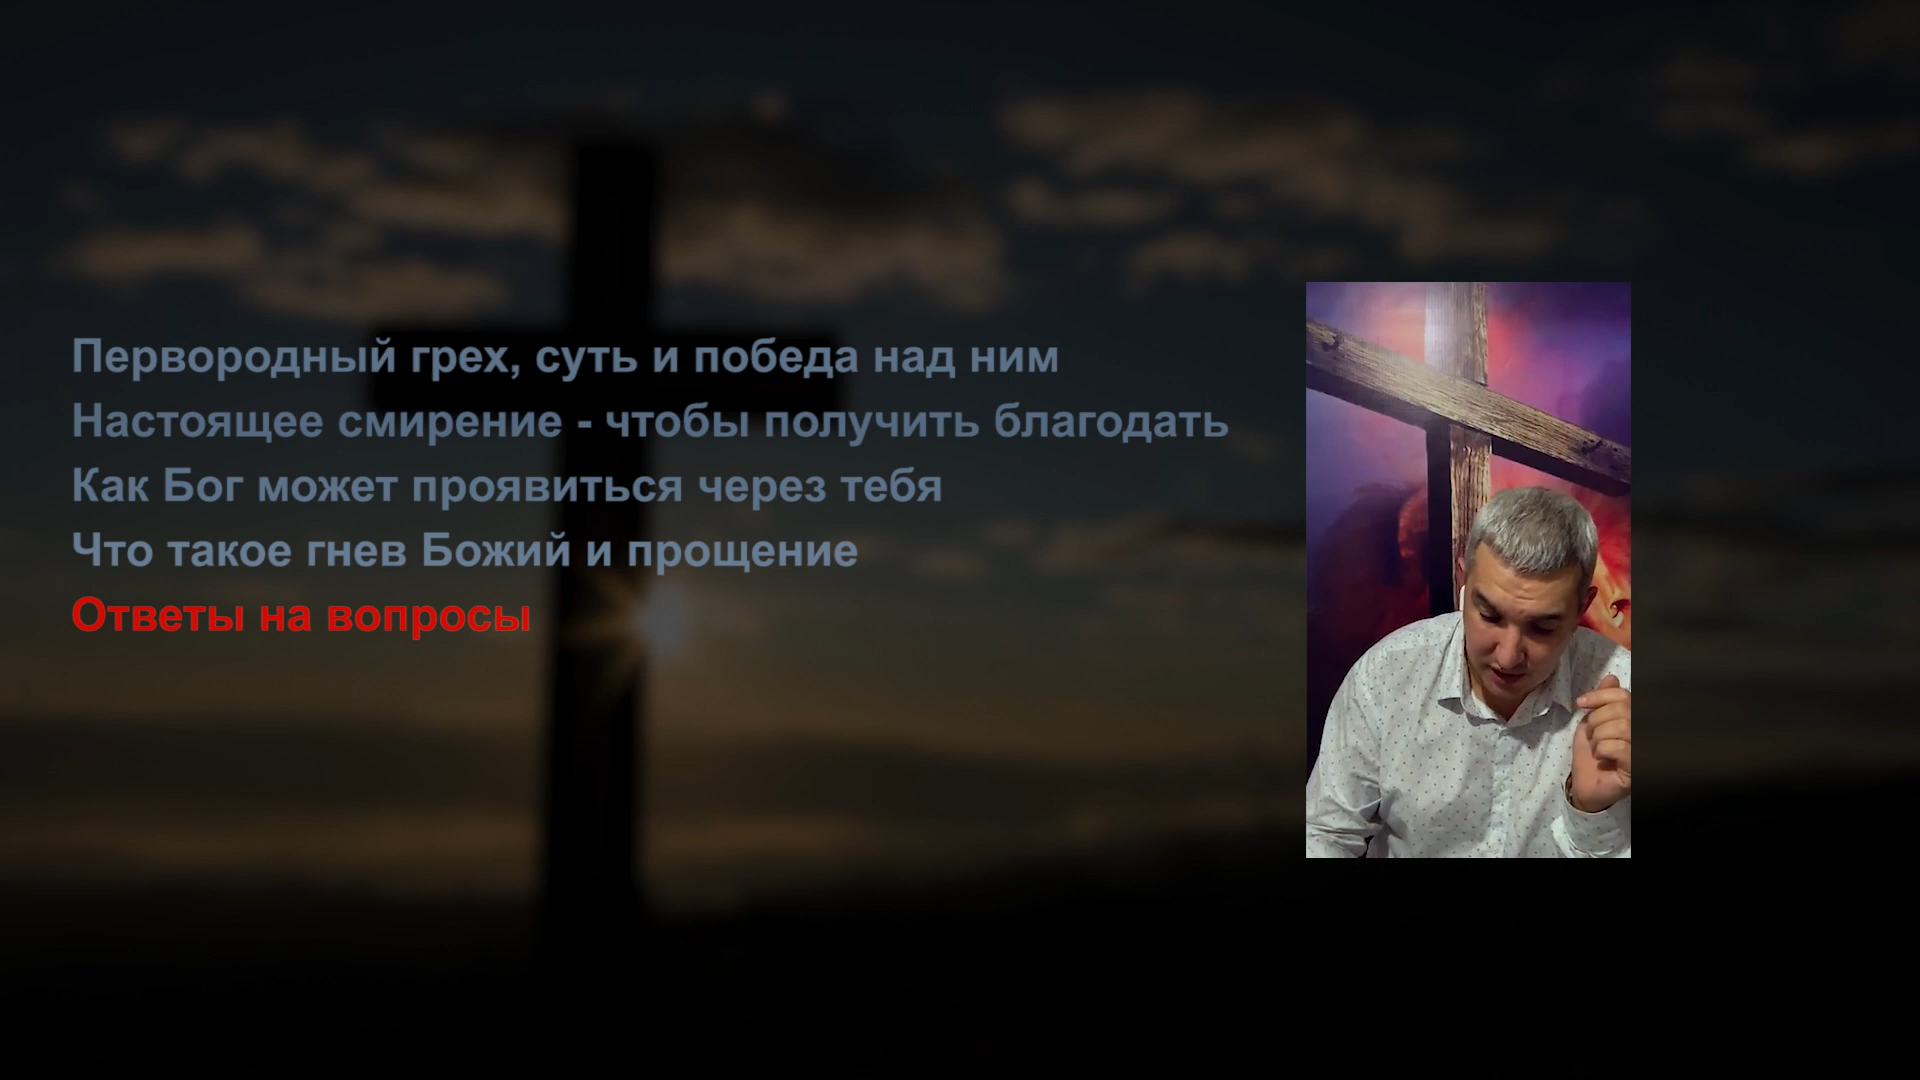 Первородный грех, суть и победа над ним
Настоящее смирение - чтобы получить благодать
Как Бог может проявиться через тебя
Что такое гнев Божий и прощение
Ответы на вопросы